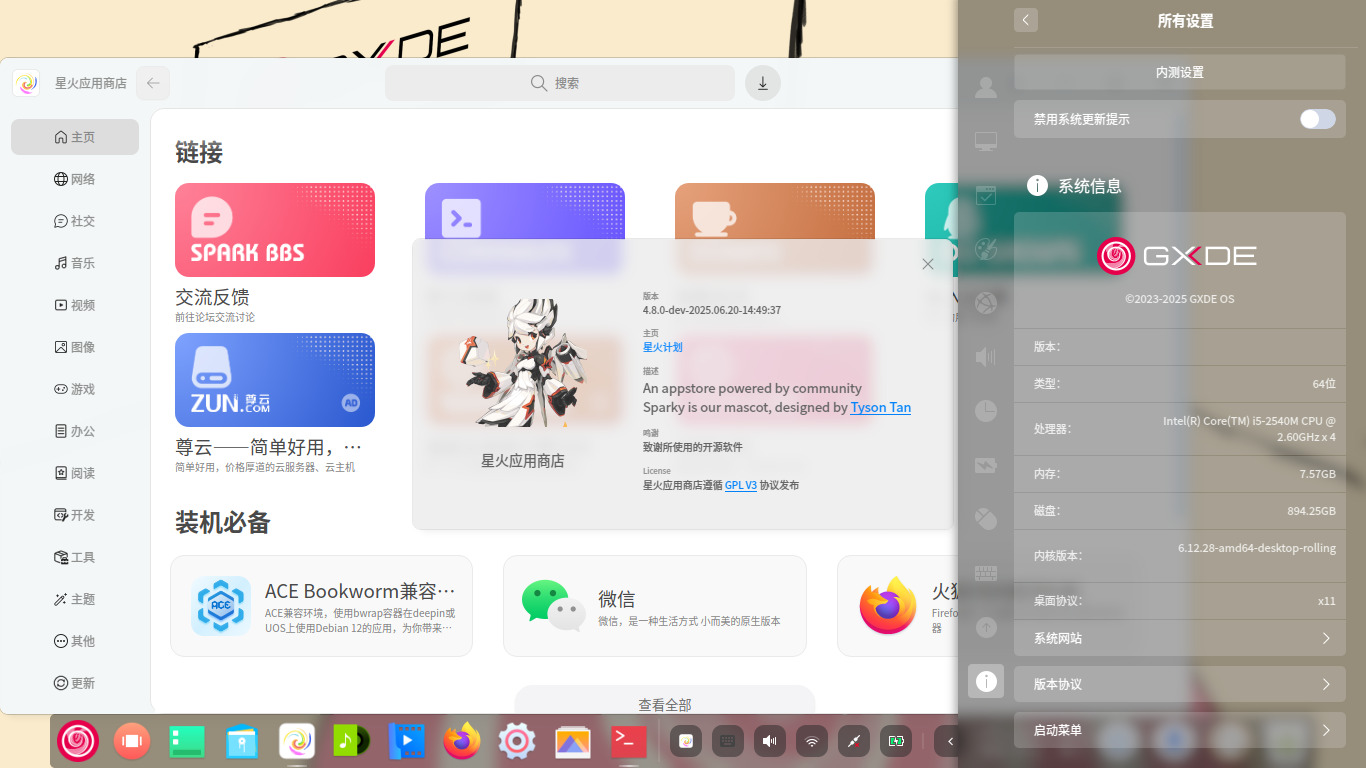 GXDE
星火应用商店
搜索
主页
网络
社交
音乐
视频
图像
游戏
办公
阅读
开发
工具
主题
其他
更新
链接
SPARK BBS
交流反馈
前往论坛交流讨论
ZUN.COM 尊云
AD
尊云——简单好用，…
简单好用，价格厚道的云服务器、云主机
装机必备
ACE
ACE Bookworm兼容…
ACE兼容环境，使用bwrap容器在deepin或
UOS上使用Debian 12的应用，为你带来…
微信
微信，是一种生活方式 小而美的原生版本
火狐
Firefo
器
查看全部
星火应用商店
版本
4.8.0-dev-2025.06.20-14:49:37
主页
星火计划
描述
An appstore powered by community
Sparky is our mascot, designed by Tyson Tan
鸣谢
致谢所使用的开源软件
License
星火应用商店遵循 GPL V3 协议发布
所有设置
内测设置
禁用系统更新提示
系统信息
GXDE
©2023-2025 GXDE OS
版本：
类型： 64位
处理器： Intel(R) Core(TM) i5-2540M CPU @
2.60GHz x 4
内存： 7.57GB
磁盘： 894.25GB
内核版本： 6.12.28-amd64-desktop-rolling
桌面协议： x11
系统网站
版本协议
启动菜单